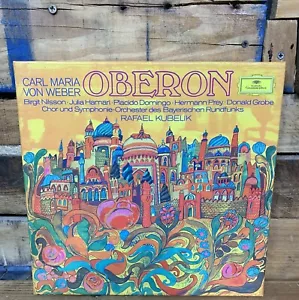 CARL MARIA
VON WEBER
OBERON
Birgit Nilsson · Julia Hamari · Placido Domingo · Hermann Prey · Donald Grobe
Chor und Symphonie-Orchester des Bayerischen Rundfunks
RAFAEL KUBELIK